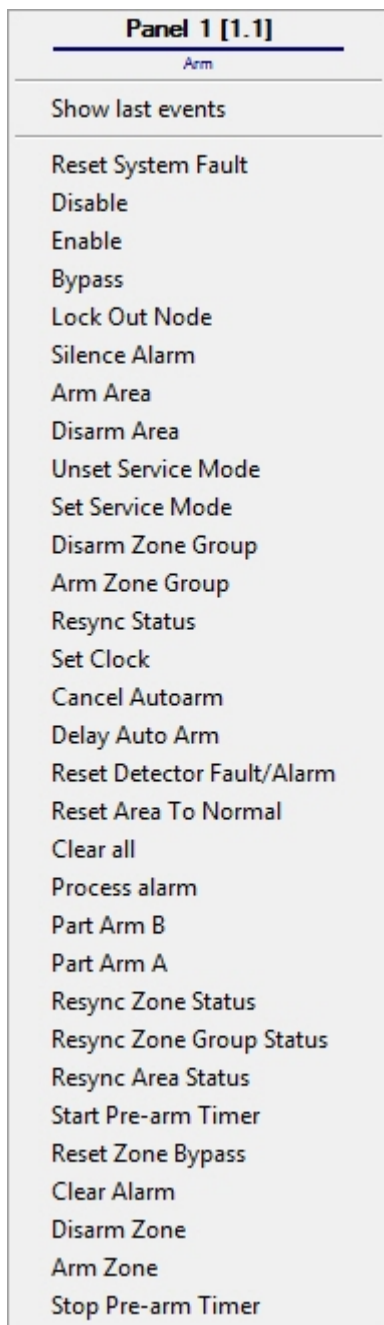 Panel 1 [1.1]
Arm
Show last events
Reset System Fault
Disable
Enable
Bypass
Lock Out Node
Silence Alarm
Arm Area
Disarm Area
Unset Service Mode
Set Service Mode
Disarm Zone Group
Arm Zone Group
Resync Status
Set Clock
Cancel Autoarm
Delay Auto Arm
Reset Detector Fault/Alarm
Reset Area To Normal
Clear all
Process alarm
Part Arm B
Part Arm A
Resync Zone Status
Resync Zone Group Status
Resync Area Status
Start Pre-arm Timer
Reset Zone Bypass
Clear Alarm
Disarm Zone
Arm Zone
Stop Pre-arm Timer